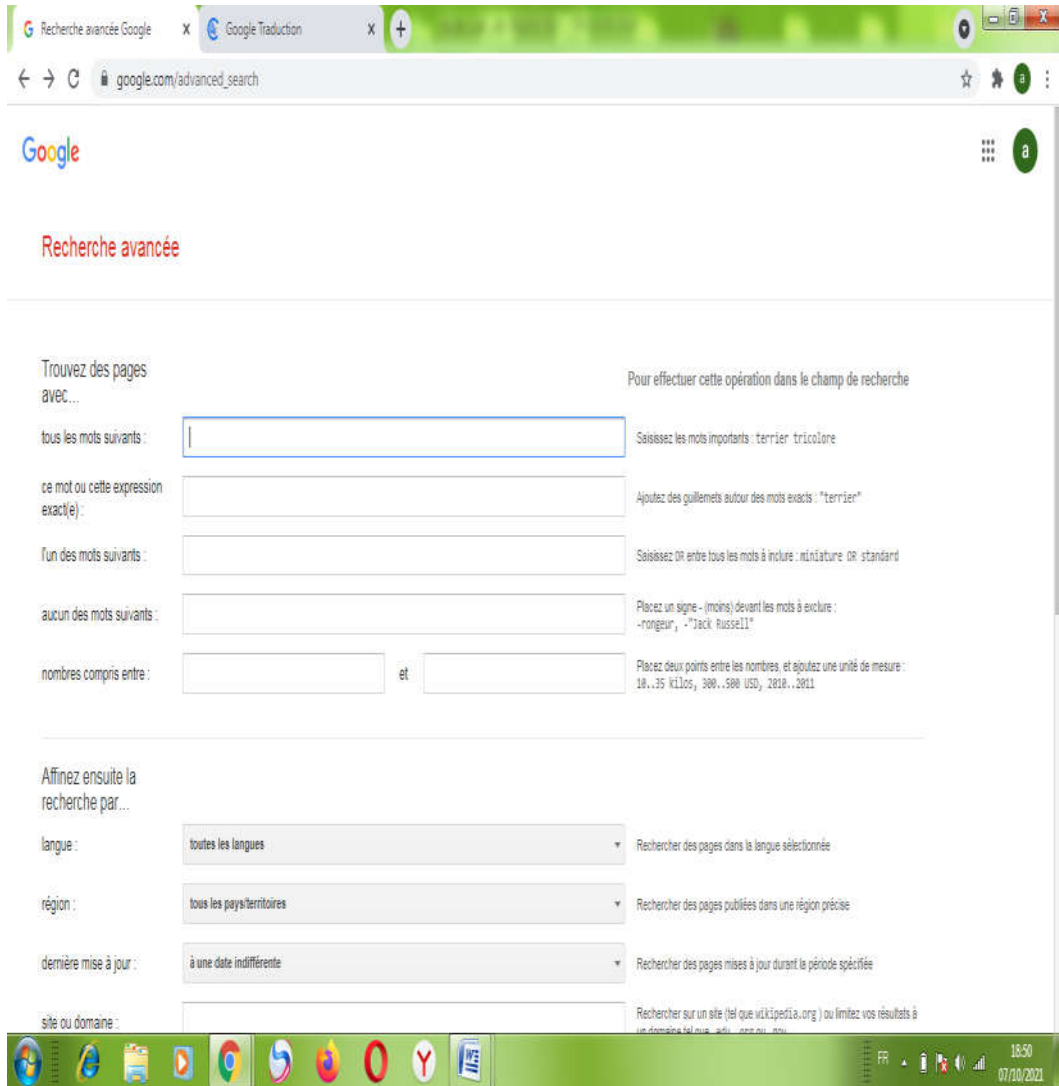 Recherche avancée Google
Google Traduction
google.com/advanced_search
a
Google
a
Recherche avancée
Trouvez des pages
avec...
Pour effectuer cette opération dans le champ de recherche
tous les mots suivants :
Saisissez les mots importants : terrier tricolore
ce mot ou cette expression
exact(e) :
Ajoutez des guillemets autour des mots exacts : "terrier"
l'un des mots suivants :
Saisissez OR entre tous les mots à inclure : miniature OR standard
aucun des mots suivants :
Placez un signe - (moins) devant les mots à exclure :
-rongeur, -"Jack Russell"
nombres compris entre :
et
Placez deux points entre les nombres, et ajoutez une unité de mesure :
10..35 kilos, 300..500 USD, 2010..2011
Affinez ensuite la
recherche par...
langue :
toutes les langues
Rechercher des pages dans la langue sélectionnée
région :
tous les pays/territoires
Rechercher des pages publiées dans une région précise
dernière mise à jour :
à une date indifférente
Rechercher des pages mises à jour durant la période spécifiée
site ou domaine :
Rechercher sur un site (tel que wikipedia.org ) ou limitez vos résultats à
un domaine tel que .edu, .org ou .gov
FR
18:50
07/10/2021